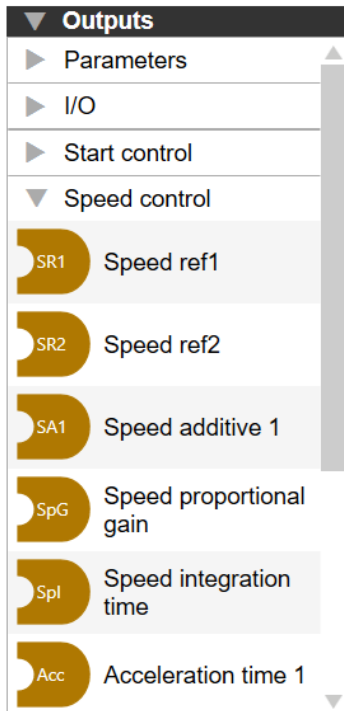 Outputs
Parameters
I/O
Start control
Speed control
SR1 Speed ref1
SR2 Speed ref2
SA1 Speed additive 1
SpG Speed proportional
gain
SpI Speed integration
time
Acc Acceleration time 1